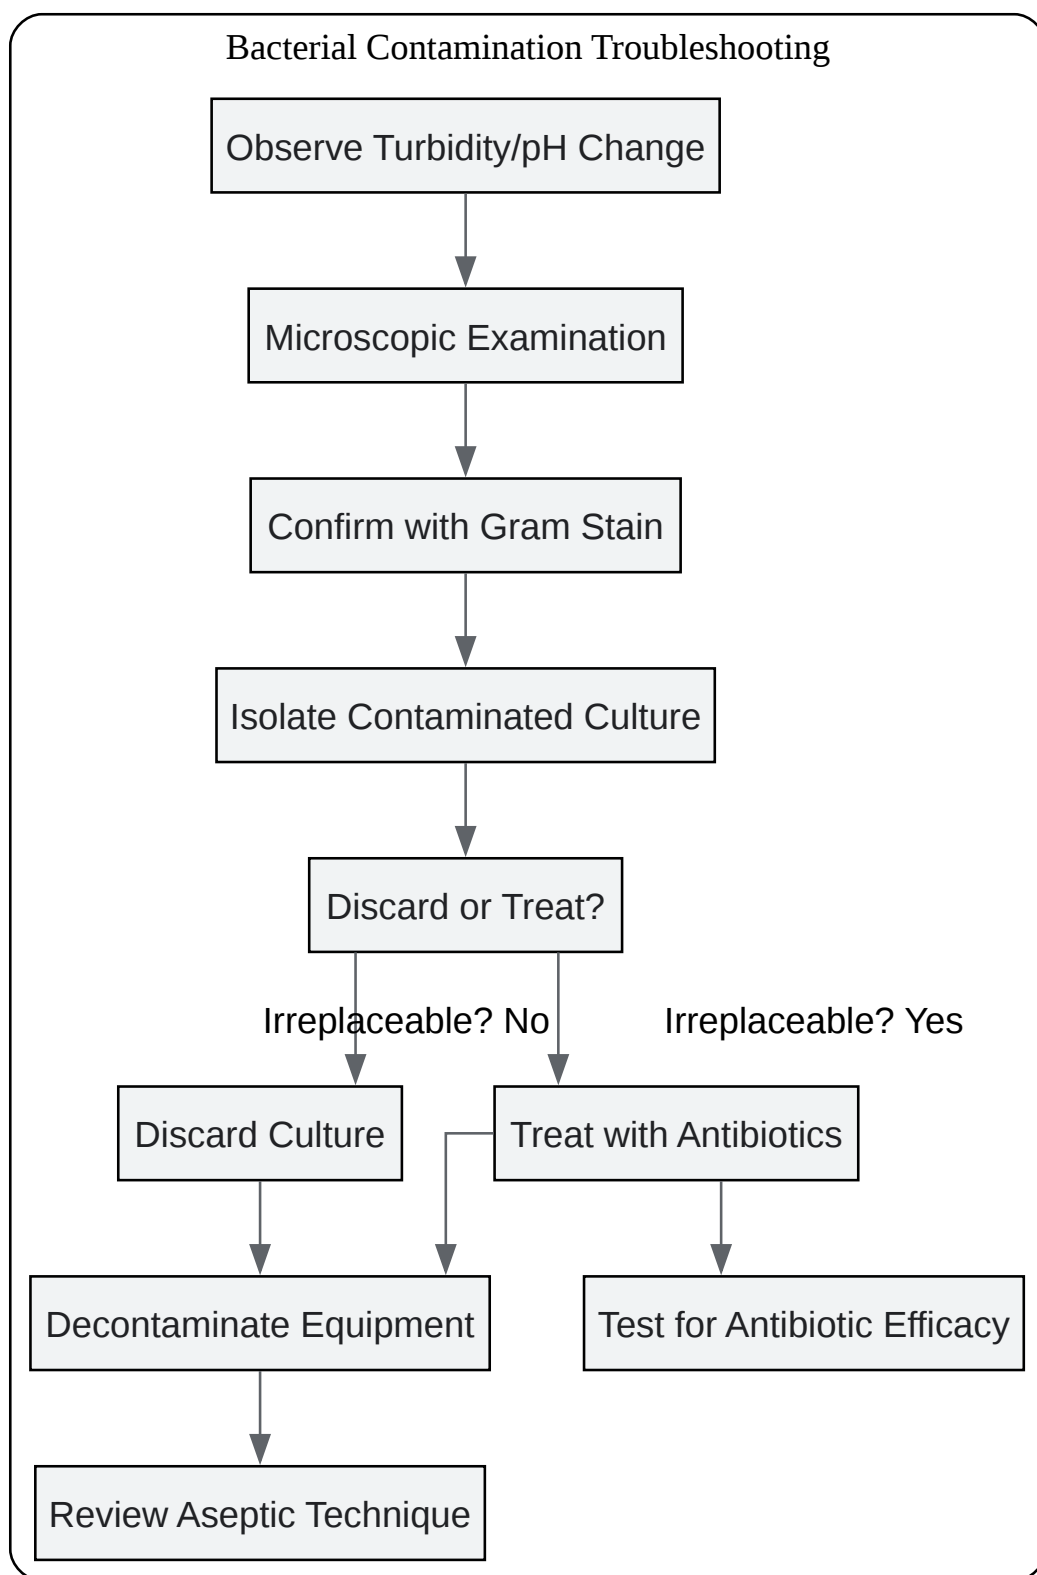 Bacterial Contamination Troubleshooting
Observe Turbidity/pH Change
Microscopic Examination
Confirm with Gram Stain
Isolate Contaminated Culture
Discard or Treat?
Irreplaceable? No
Irreplaceable? Yes
Discard Culture
Treat with Antibiotics
Decontaminate Equipment
Test for Antibiotic Efficacy
Review Aseptic Technique